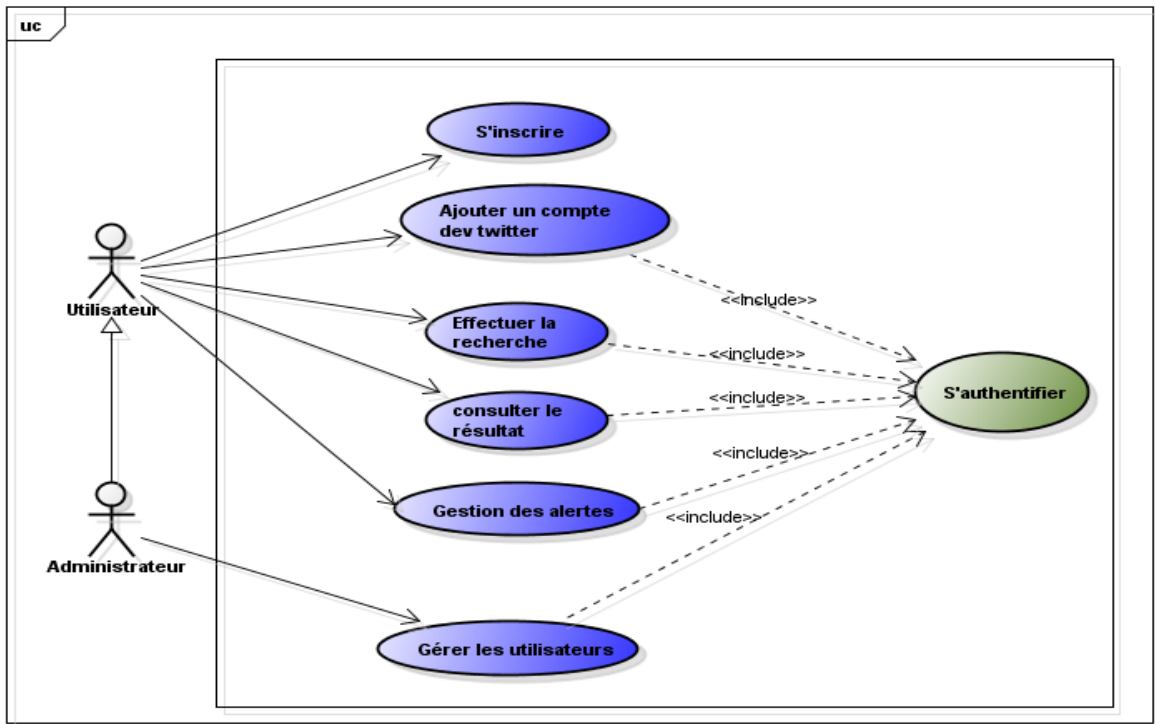 uc
S'inscrire
Ajouter un compte
dev twitter
<<Include>>
Utilisateur
Effectuer la
recherche
<<include>>
S'authentifier
consulter le
résultat
<<include>>
<<include>>
Gestion des alertes
<<include>>
Administrateur
Gérer les utilisateurs